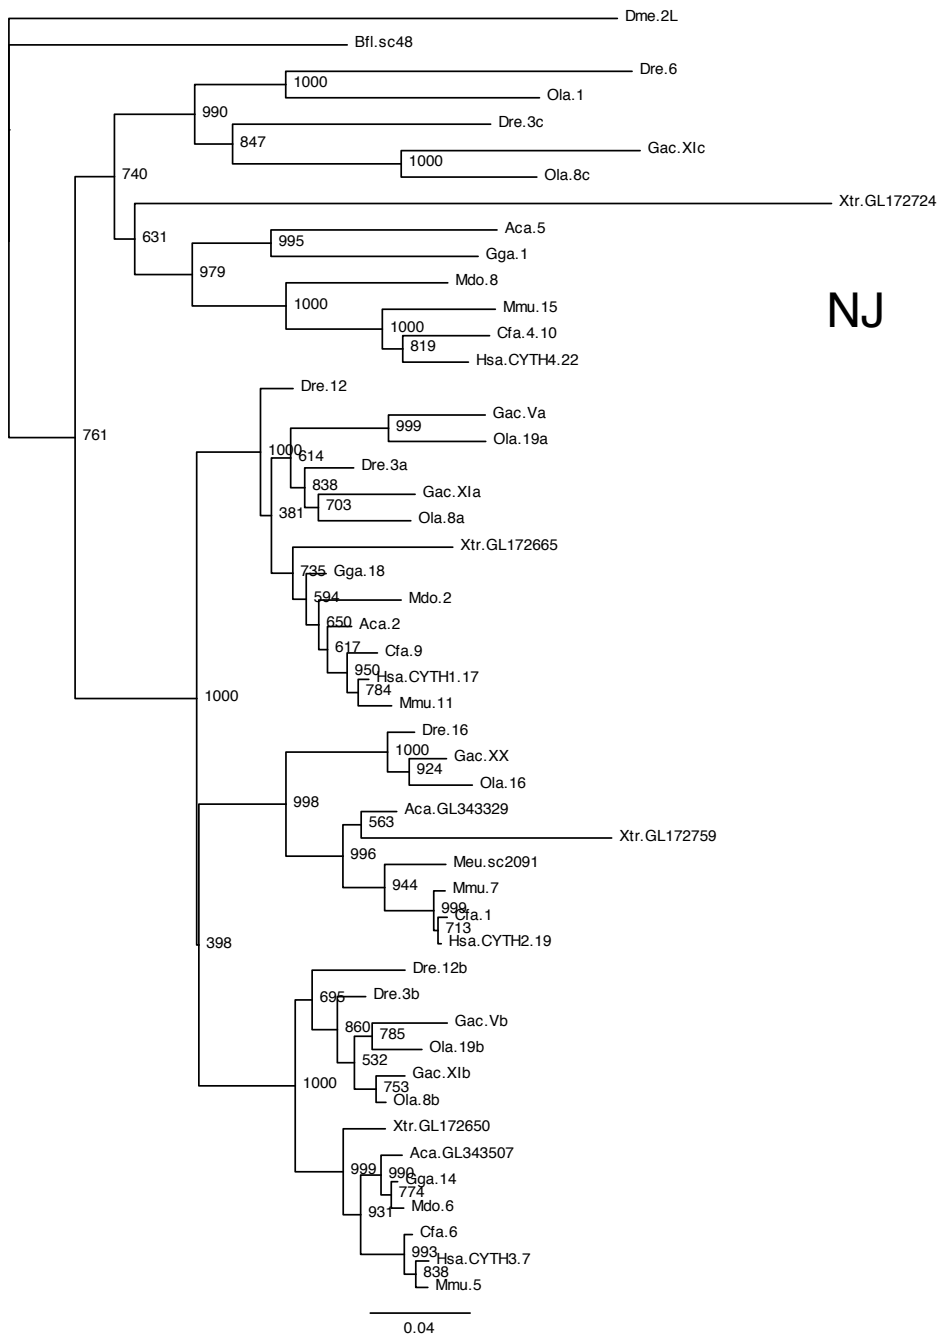 Dme.2L
Bfl.sc48
Dre.6
1000
Ola.1
990
Dre.3c
847
Gac.XIc
1000
740
Ola.8c
Xtr.GL172724
Aca.5
631
995
Gga.1
979
Mdo.8
1000
Mmu.15
NJ
1000
Cfa.4.10
819
Hsa.CYTH4.22
Dre.12
Gac.Va
999
761
Ola.19a
1000
614
Dre.3a
838
Gac.XIa
703
381
Ola.8a
Xtr.GL172665
735
Gga.18
594
Mdo.2
650
Aca.2
617
Cfa.9
950
Hsa.CYTH1.17
784
1000
Mmu.11
Dre.16
1000
Gac.XX
924
Ola.16
998
Aca.GL343329
563
Xtr.GL172759
996
Meu.sc2091
944
Mmu.7
999
Cfa.1
713
398
Hsa.CYTH2.19
Dre.12b
695
Dre.3b
860
Gac.Vb
785
Ola.19b
532
Gac.XIb
1000
753
Ola.8b
Xtr.GL172650
Aca.GL343507
999
990
Gga.14
774
931
Mdo.6
Cfa.6
993
Hsa.CYTH3.7
838
Mmu.5
0.04